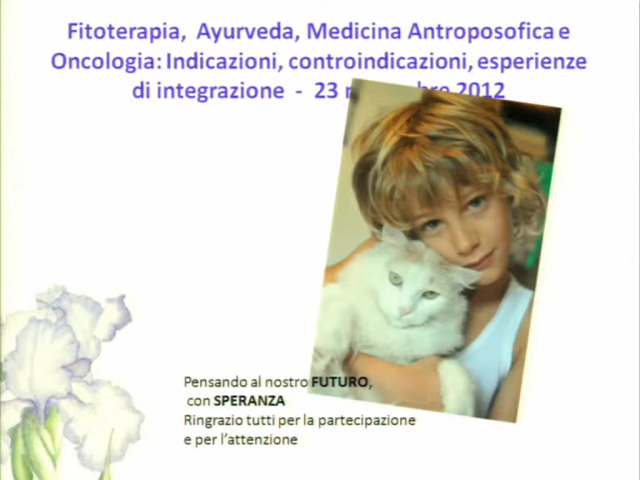 Fitoterapia, Ayurveda, Medicina Antroposofica e
Oncologia: Indicazioni, controindicazioni, esperienze
di integrazione - 23 2012
Pensando al nostro FUTURO,
con SPERANZA
Ringrazio tutti per la partecipazione
e per l'attenzione